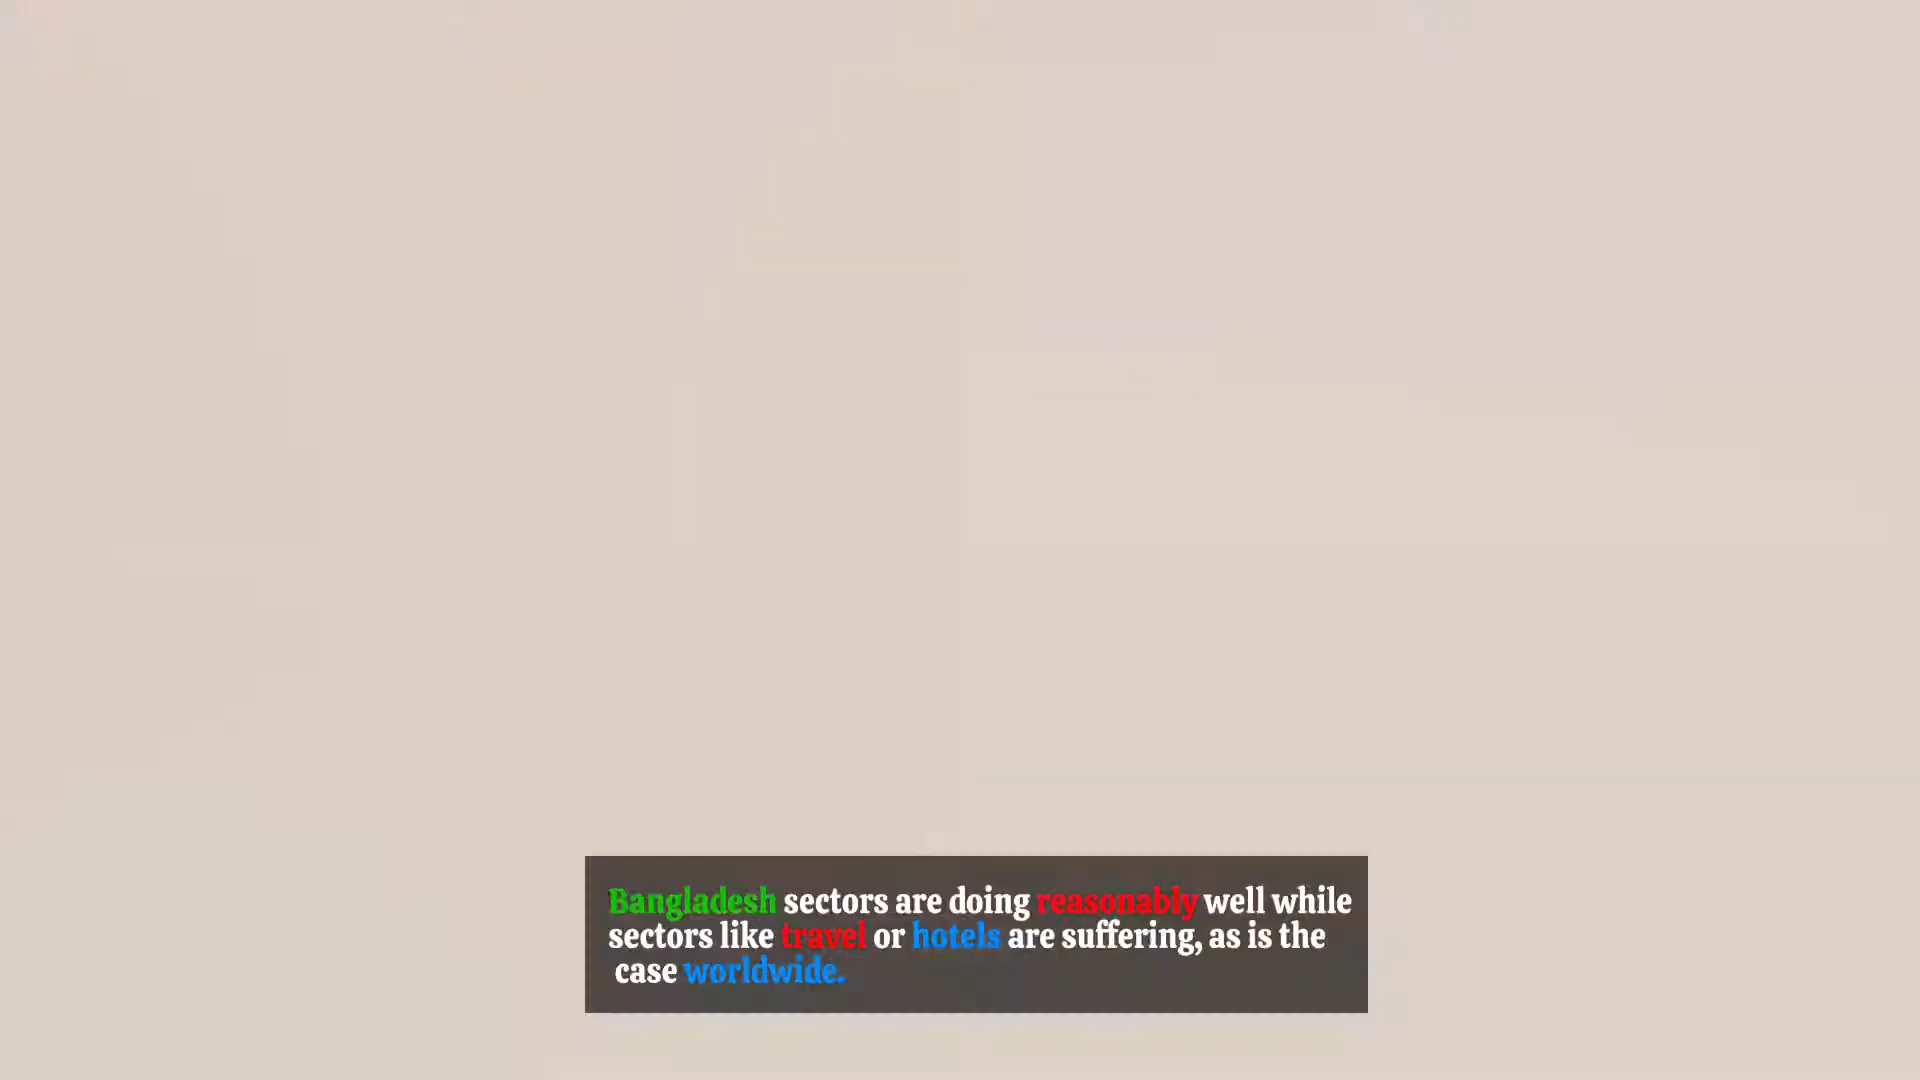 Bangladesh sectors are doing reasonably well while
sectors like travel or hotels are suffering, as is the
case worldwide.